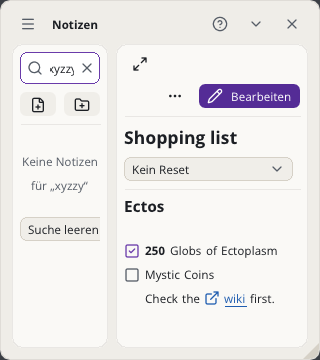 Notizen
xyzzy
Bearbeiten
Keine Notizen
für „xyzzy“
Suche leeren
Shopping list
Kein Reset
Ectos
250 Globs of Ectoplasm
Mystic Coins
Check the wiki first.